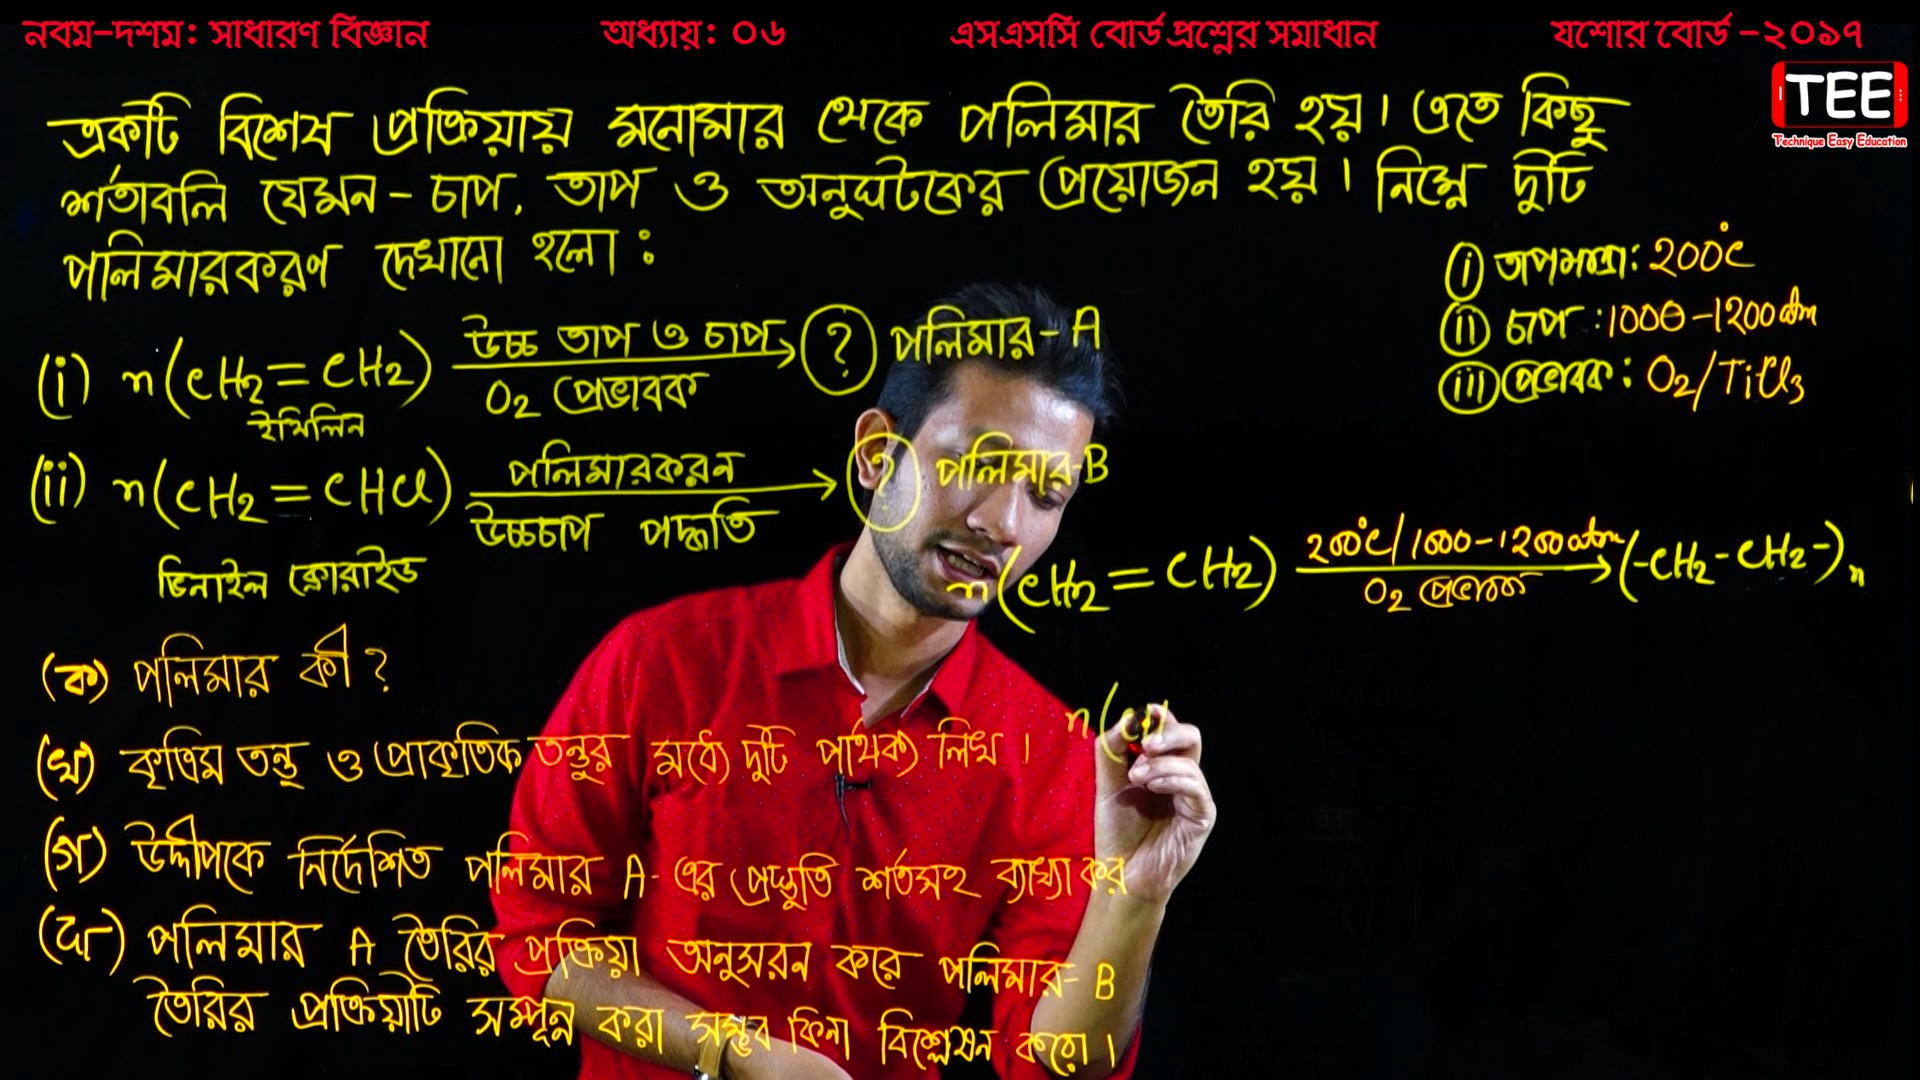 নবম-দশম: সাধারণ বিজ্ঞান অধ্যায়: ০৬ এসএসসি বোর্ড প্রশ্নের সমাধান যশোর বোর্ড -২০১৭
TEE
Technique Easy Education
একটি বিশেষ প্রক্রিয়ায় মনোমার থেকে পলিমার তৈরি হয়। এতে কিছু
শর্তাবলি যেমন - চাপ, তাপ ও অনুঘটকের প্রয়োজন হয়। নিম্নে দুটি
পলিমারকরণ দেখানো হলো :
(i) n(CH2=CH2) উচ্চ তাপ ও চাপ O2 প্রভাবক → ? পলিমার - A
ইথিলিন
(ii) n(CH2 = CHCl) পলিমারকরন উচ্চচাপ পদ্ধতি → ? পলিমার-B
ভিনাইল ক্লোরাইড
(i) তাপমাত্রা: 200°C
(ii) চাপ : 1000-1200 atm
(iii) প্রভাবক : O2/TiCl3
n(CH2 = CH2) 200°C/1000-1200 atm O2 প্রভাবক → (-CH2-CH2-)n
n(CH
(ক) পলিমার কী ?
(খ) কৃত্রিম তন্তু ও প্রাকৃতিক তন্তুর মধ্যে দুটি পার্থক্য লিখ ।
(গ) উদ্দীপকে নির্দেশিত পলিমার A- এর প্রস্তুতি শর্তসহ ব্যাখ্যা কর
(ঘ) পলিমার A তৈরির প্রক্রিয়া অনুসরন করে পলিমার- B
তৈরির প্রক্রিয়াটি সম্পূন্ন করা সম্ভব কিনা বিশ্লেষন করো ।